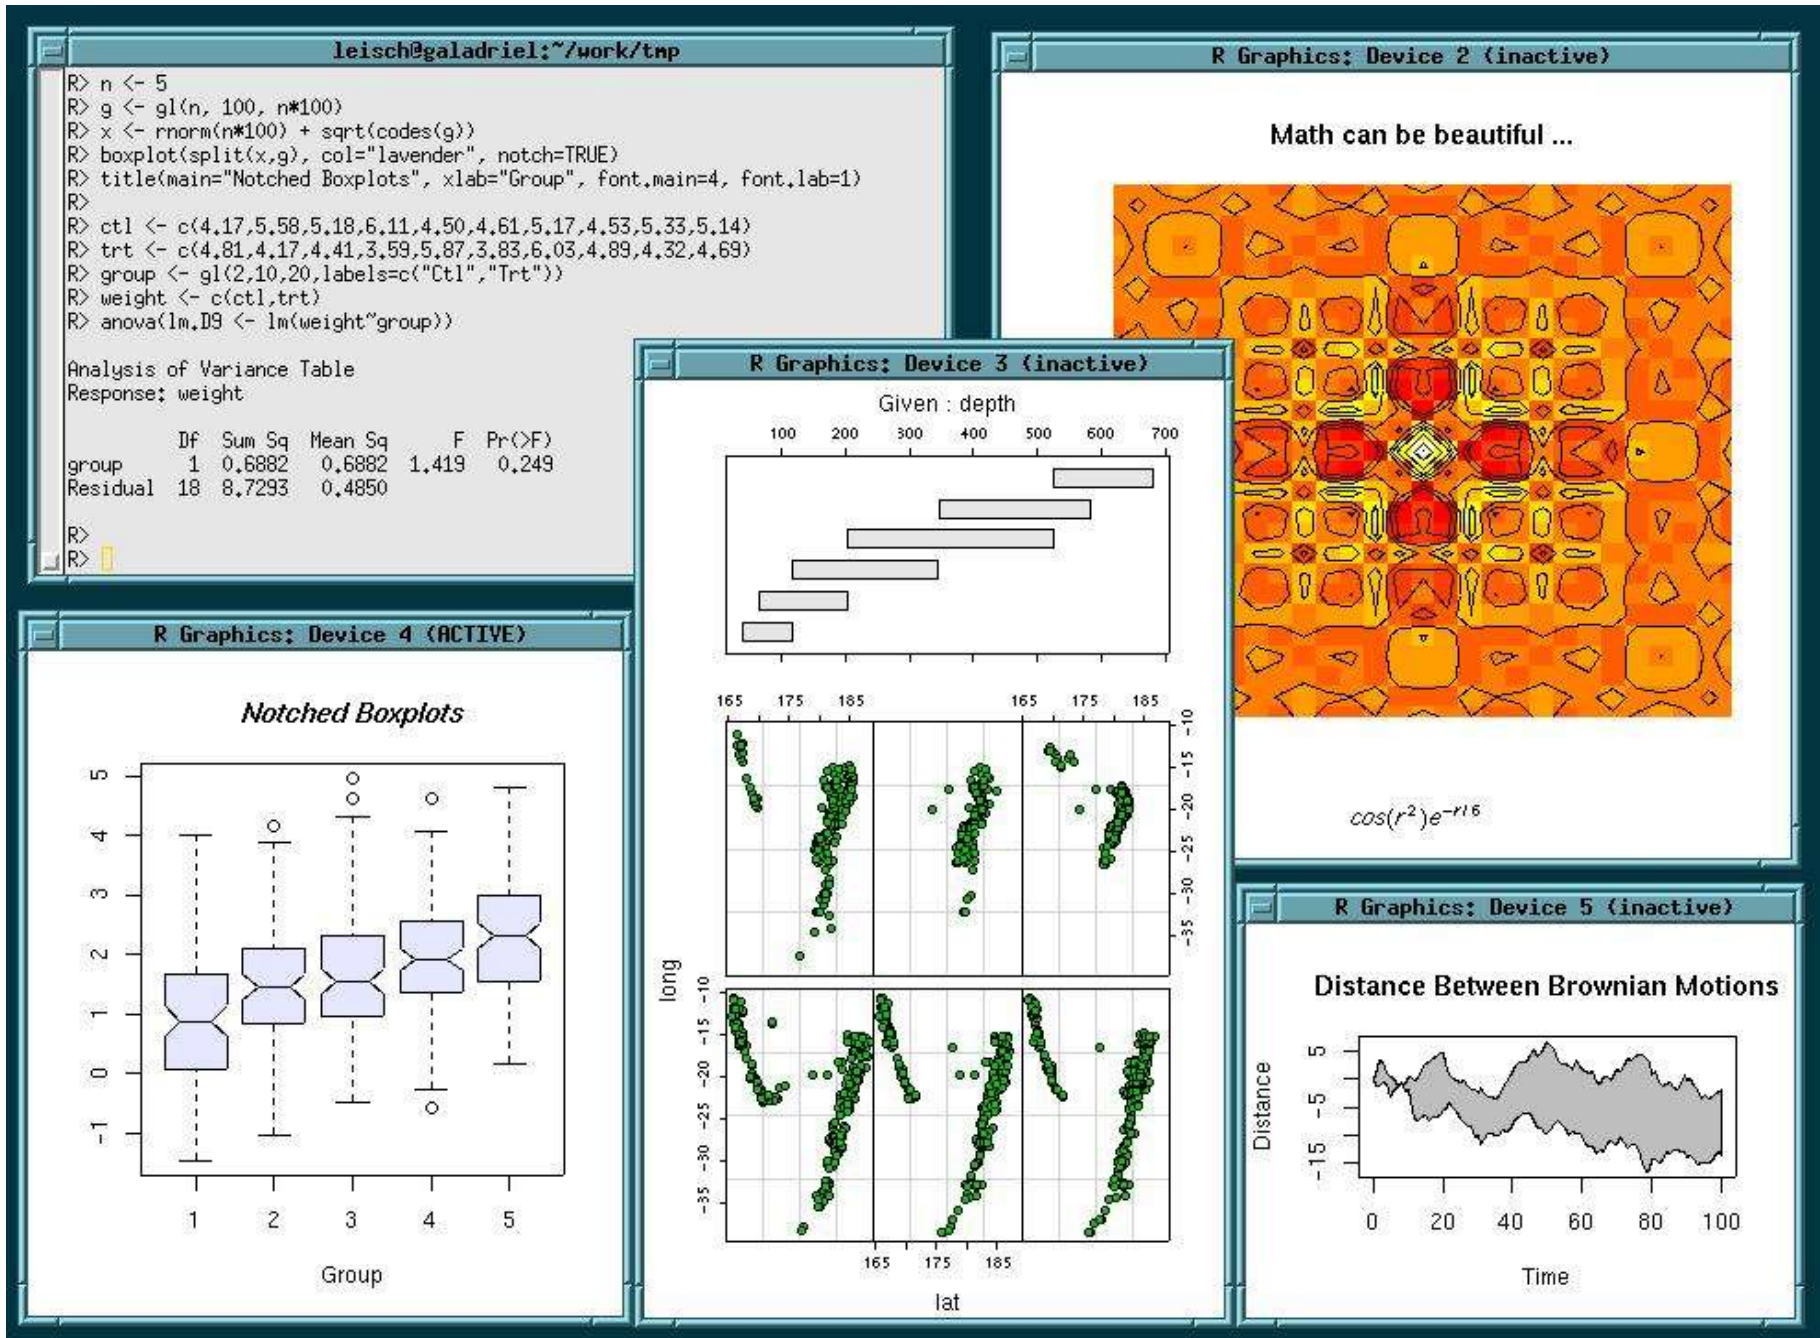 leisch@galadriel:~/work/tmp
R> n <- 5
R> g <- gl(n, 100, n*100)
R> x <- rnorm(n*100) + sqrt(codes(g))
R> boxplot(split(x,g), col="lavender", notch=TRUE)
R> title(main="Notched Boxplots", xlab="Group", font.main=4, font.lab=1)
R>
R> ctl <- c(4.17,5.58,5.18,6.11,4.50,4.61,5.17,4.53,5.33,5.14)
R> trt <- c(4.81,4.17,4.41,3.59,5.87,3.83,6.03,4.89,4.32,4.69)
R> group <- gl(2,10,20,labels=c("Ctl","Trt"))
R> weight <- c(ctl,trt)
R> anova(lm.D9 <- lm(weight~group))
Analysis of Variance Table
Response: weight
Df Sum Sq Mean Sq F Pr(>F)
group 1 0.6882 0.6882 1.419 0.249
Residual 18 8.7293 0.4850
R>
R>
R Graphics: Device 2 (inactive)
Math can be beautiful ...
cos(r²)e^-r/6
R Graphics: Device 3 (inactive)
Given : depth
100 200 300 400 500 600 700
165 175 185 165 175 185
-10
-15
-20
-25
-30
-35
long
-10
-15
-20
-25
-30
-35
165 175 185
lat
R Graphics: Device 4 (ACTIVE)
Notched Boxplots
5
4
3
2
1
0
-1
1 2 3 4 5
Group
R Graphics: Device 5 (inactive)
Distance Between Brownian Motions
Distance
5
-5
-15
0 20 40 60 80 100
Time